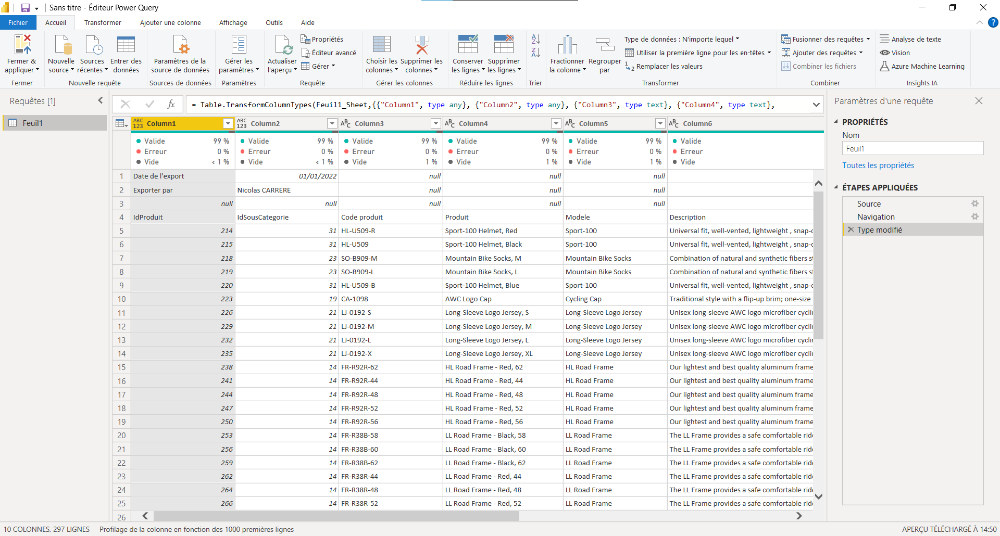 Sans titre - Éditeur Power Query
Fichier Accueil Transformer Ajouter une colonne Affichage Outils Aide
Fermer & appliquer
Nouvelle source
Sources récentes
Entrer des données
Paramètres de la source de données
Gérer les paramètres
Actualiser l'aperçu
Propriétés
Éditeur avancé
Gérer
Choisir les colonnes
Supprimer les colonnes
Conserver les lignes
Supprimer les lignes
Fractionner la colonne
Regrouper par
Type de données : N'importe lequel
Utiliser la première ligne pour les en-têtes
Remplacer les valeurs
Fusionner des requêtes
Ajouter des requêtes
Combiner les fichiers
Analyse de texte
Vision
Azure Machine Learning
Fermer Nouvelle requête Sources de données Paramètres Requête Gérer les colonnes Réduire les lignes Trier Transformer Combiner Insights IA
Requêtes [1]
Feuil1
fx = Table.TransformColumnTypes(Feuil1_Sheet,{{"Column1", type any}, {"Column2", type any}, {"Column3", type text}, {"Column4", type text},
ABC 123 Column1 ABC 123 Column2 ABC Column3 ABC Column4 ABC Column5 ABC Column6
Valide 99 % Valide 99 % Valide 99 % Valide 99 % Valide 99 % Valide
Erreur 0 % Erreur 0 % Erreur 0 % Erreur 0 % Erreur 0 % Erreur
Vide < 1 % Vide < 1 % Vide 1 % Vide 1 % Vide 1 % Vide
1 Date de l'export 01/01/2022 null null null
2 Exporter par Nicolas CARRERE null null null
3 null null null null null
4 IdProduit IdSousCategorie Code produit Produit Modele Description
5 214 31 HL-U509-R Sport-100 Helmet, Red Sport-100 Universal fit, well-vented, lightweight , snap-
6 215 31 HL-U509 Sport-100 Helmet, Black Sport-100 Universal fit, well-vented, lightweight , snap-
7 218 23 SO-B909-M Mountain Bike Socks, M Mountain Bike Socks Combination of natural and synthetic fibers st
8 219 23 SO-B909-L Mountain Bike Socks, L Mountain Bike Socks Combination of natural and synthetic fibers st
9 220 31 HL-U509-B Sport-100 Helmet, Blue Sport-100 Universal fit, well-vented, lightweight , snap-
10 223 19 CA-1098 AWC Logo Cap Cycling Cap Traditional style with a flip-up brim; one-size
11 226 21 LJ-0192-S Long-Sleeve Logo Jersey, S Long-Sleeve Logo Jersey Unisex long-sleeve AWC logo microfiber cycli
12 229 21 LJ-0192-M Long-Sleeve Logo Jersey, M Long-Sleeve Logo Jersey Unisex long-sleeve AWC logo microfiber cycli
13 232 21 LJ-0192-L Long-Sleeve Logo Jersey, L Long-Sleeve Logo Jersey Unisex long-sleeve AWC logo microfiber cycli
14 235 21 LJ-0192-X Long-Sleeve Logo Jersey, XL Long-Sleeve Logo Jersey Unisex long-sleeve AWC logo microfiber cycli
15 238 14 FR-R92R-62 HL Road Frame - Red, 62 HL Road Frame Our lightest and best quality aluminum frame
16 241 14 FR-R92R-44 HL Road Frame - Red, 44 HL Road Frame Our lightest and best quality aluminum frame
17 244 14 FR-R92R-48 HL Road Frame - Red, 48 HL Road Frame Our lightest and best quality aluminum frame
18 247 14 FR-R92R-52 HL Road Frame - Red, 52 HL Road Frame Our lightest and best quality aluminum frame
19 250 14 FR-R92R-56 HL Road Frame - Red, 56 HL Road Frame Our lightest and best quality aluminum frame
20 253 14 FR-R38B-58 LL Road Frame - Black, 58 LL Road Frame The LL Frame provides a safe comfortable rid
21 256 14 FR-R38B-60 LL Road Frame - Black, 60 LL Road Frame The LL Frame provides a safe comfortable rid
22 259 14 FR-R38B-62 LL Road Frame - Black, 62 LL Road Frame The LL Frame provides a safe comfortable rid
23 262 14 FR-R38R-44 LL Road Frame - Red, 44 LL Road Frame The LL Frame provides a safe comfortable rid
24 264 14 FR-R38R-48 LL Road Frame - Red, 48 LL Road Frame The LL Frame provides a safe comfortable rid
25 266 14 FR-R38R-52 LL Road Frame - Red, 52 LL Road Frame The LL Frame provides a safe comfortable rid
26
Paramètres d'une requête
PROPRIÉTÉS
Nom
Feuil1
Toutes les propriétés
ÉTAPES APPLIQUÉES
Source
Navigation
Type modifié
10 COLONNES, 297 LIGNES Profilage de la colonne en fonction des 1000 premières lignes APERÇU TÉLÉCHARGÉ À 14:50